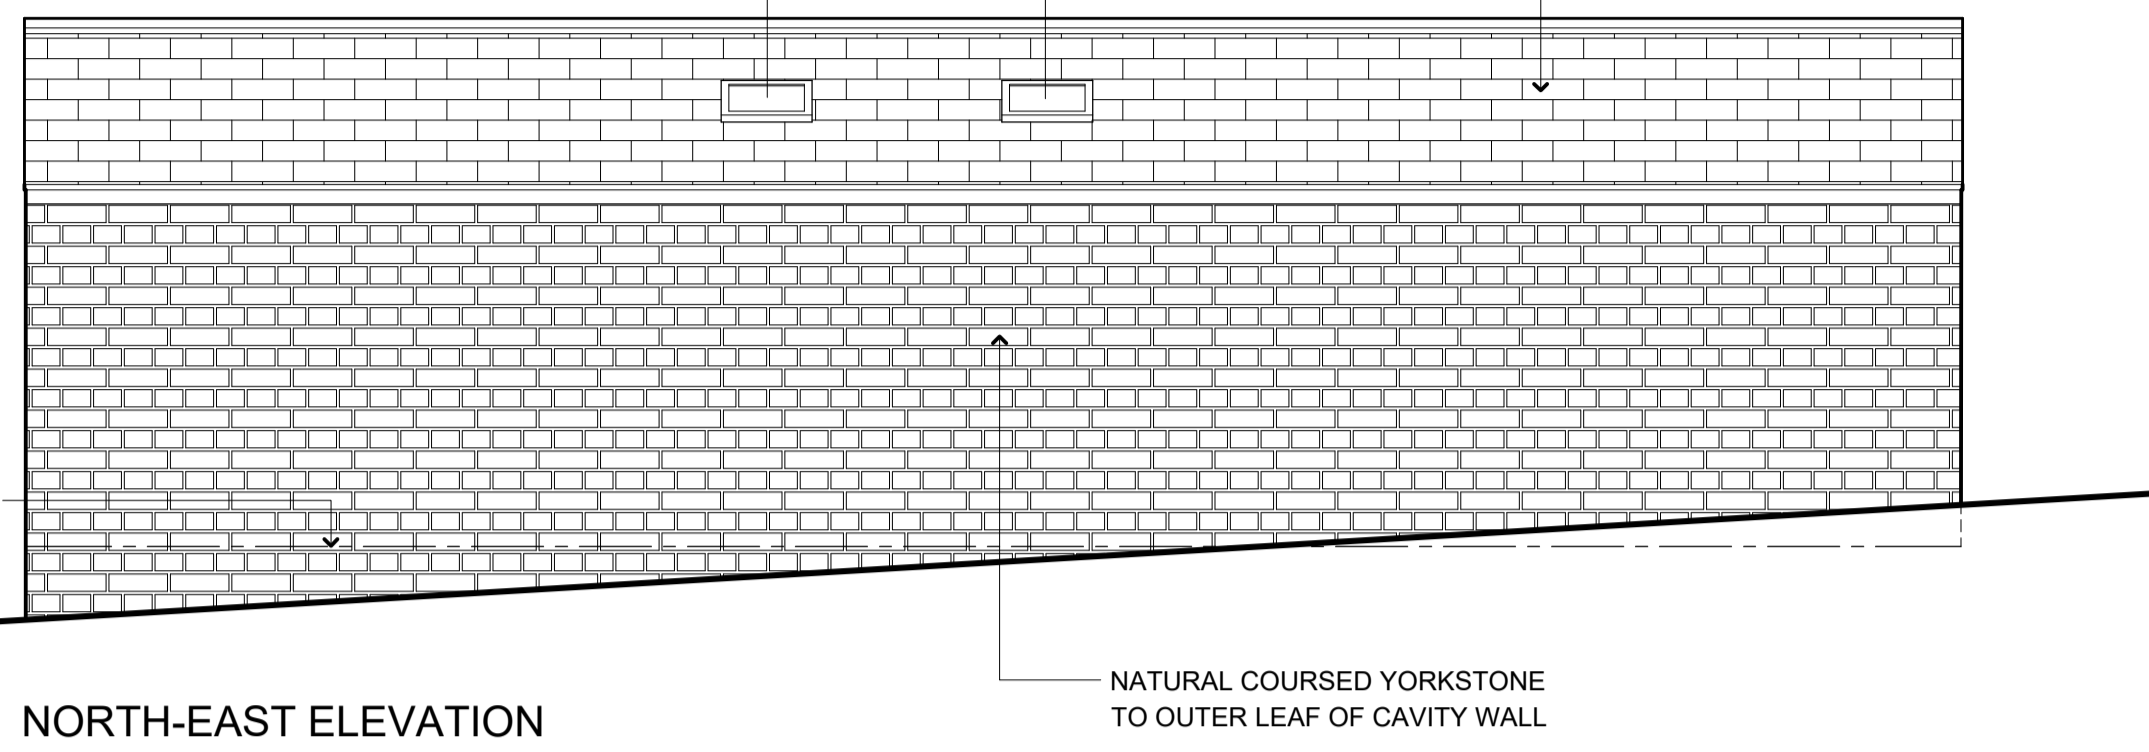 NATURAL COURSED YORKSTONE
TO OUTER LEAF OF CAVITY WALL
NORTH-EAST ELEVATION